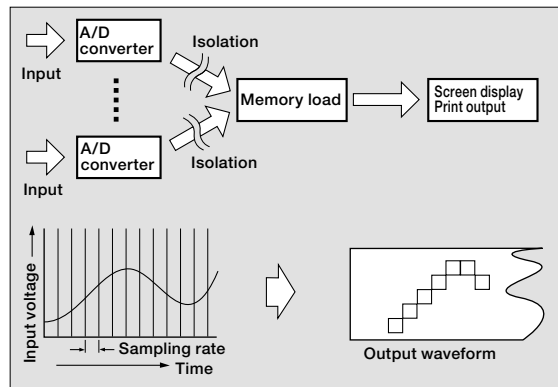 A/D
converter
Input
Isolation
Memory load
Screen display
Print output
A/D
converter
Input
Isolation
Input voltage
Sampling rate
Time
Output waveform